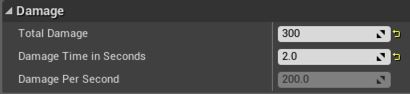 Damage
Total Damage 300
Damage Time in Seconds 2.0
Damage Per Second 200.0